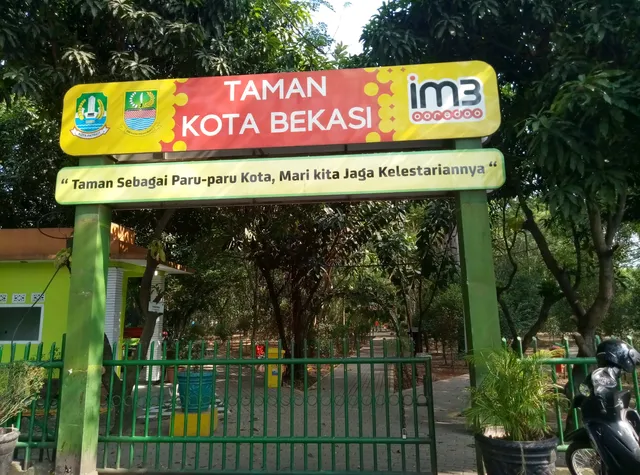 TAMAN
KOTA BEKASI
im3
ooredoo
“ Taman Sebagai Paru-paru Kota, Mari kita Jaga Kelestariannya “